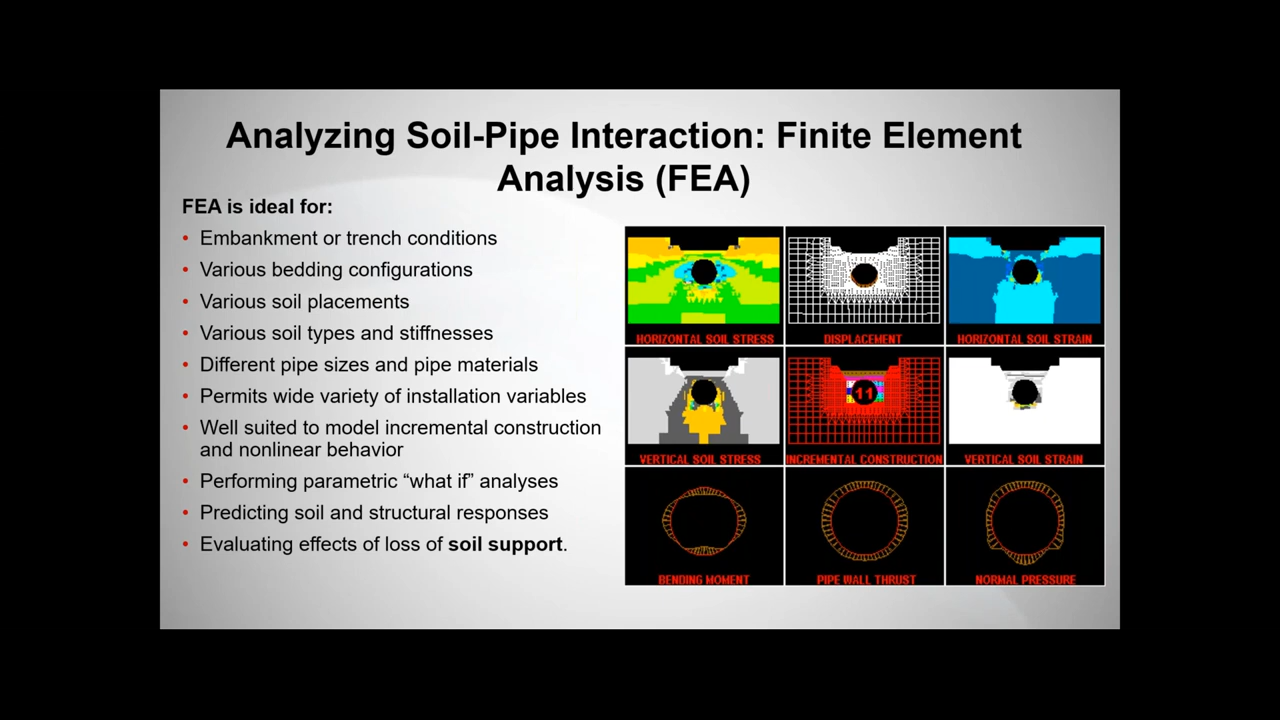 Analyzing Soil-Pipe Interaction: Finite Element
Analysis (FEA)
FEA is ideal for:
• Embankment or trench conditions
• Various bedding configurations
• Various soil placements
• Various soil types and stiffnesses
• Different pipe sizes and pipe materials
• Permits wide variety of installation variables
• Well suited to model incremental construction
and nonlinear behavior
• Performing parametric “what if” analyses
• Predicting soil and structural responses
• Evaluating effects of loss of soil support.
HORIZONTAL SOIL STRESS
DISPLACEMENT
HORIZONTAL SOIL STRAIN
VERTICAL SOIL STRESS
11
INCREMENTAL CONSTRUCTION
VERTICAL SOIL STRAIN
BENDING MOMENT
PIPE WALL THRUST
NORMAL PRESSURE